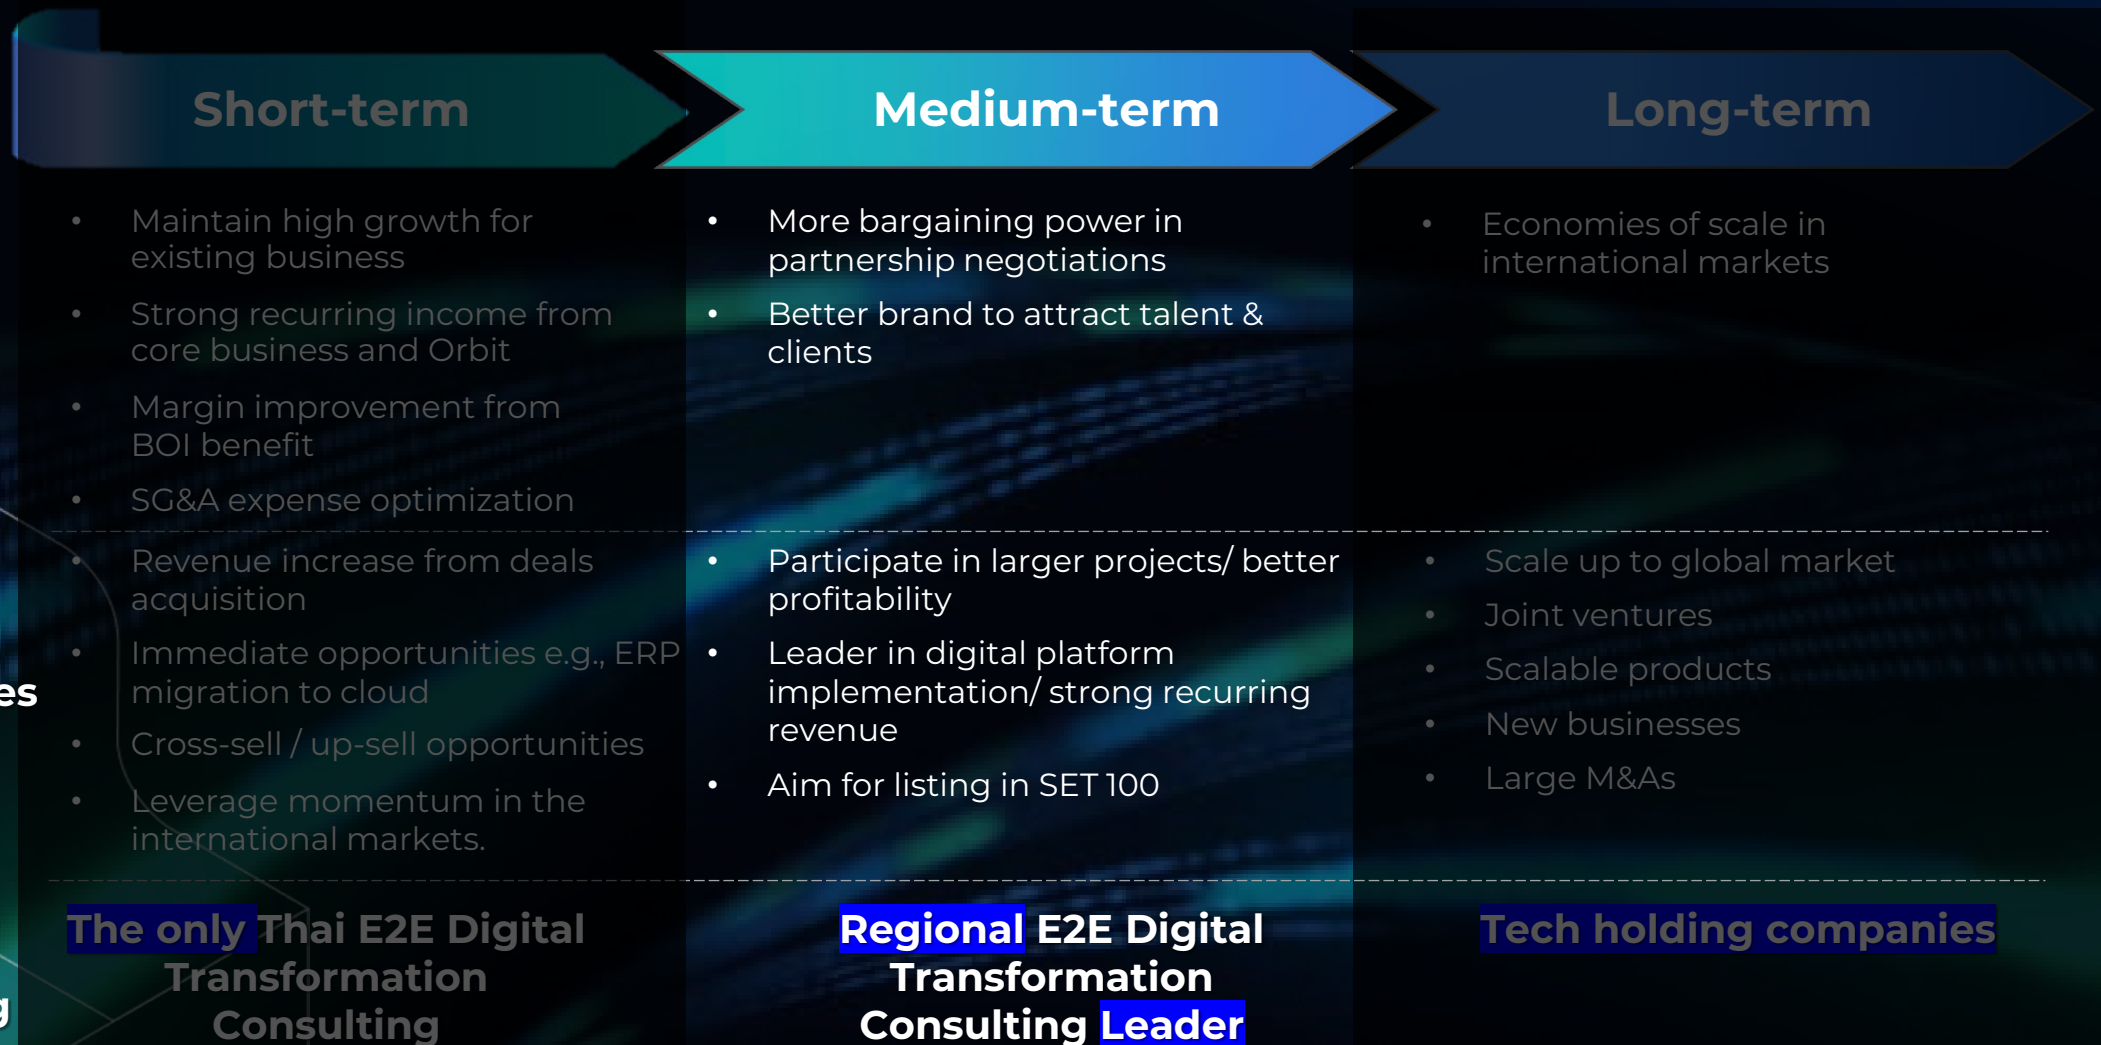 Short-term
Medium-term
Long-term
• Maintain high growth for
existing business
• Strong recurring income from
core business and Orbit
• Margin improvement from
BOI benefit
• SG&A expense optimization
• More bargaining power in
partnership negotiations
• Better brand to attract talent &
clients
• Economies of scale in
international markets
es
• Revenue increase from deals
acquisition
• Immediate opportunities e.g., ERP
migration to cloud
• Cross-sell / up-sell opportunities
• Leverage momentum in the
international markets.
• Participate in larger projects/ better
profitability
• Leader in digital platform
implementation/ strong recurring
revenue
• Aim for listing in SET 100
• Scale up to global market
• Joint ventures
• Scalable products
• New businesses
• Large M&As
g
The only Thai E2E Digital
Transformation
Consulting
Regional E2E Digital
Transformation
Consulting Leader
Tech holding companies